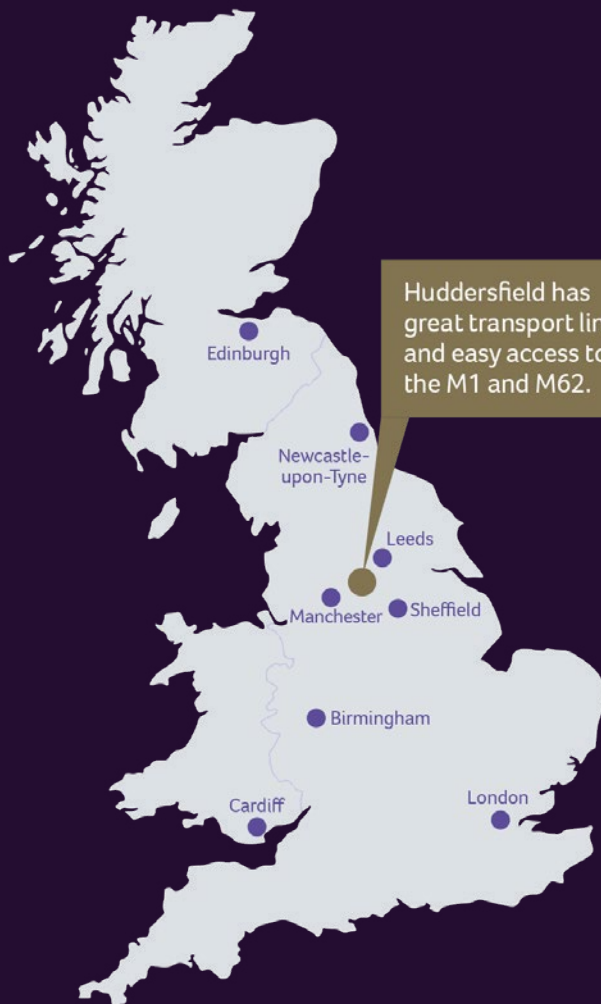 Huddersfield has
great transport
and easy access to
the M1 and M62.
Edinburgh
Newcastle-
upon-Tyne
Leeds
Manchester
Sheffield
Birmingham
Cardiff
London